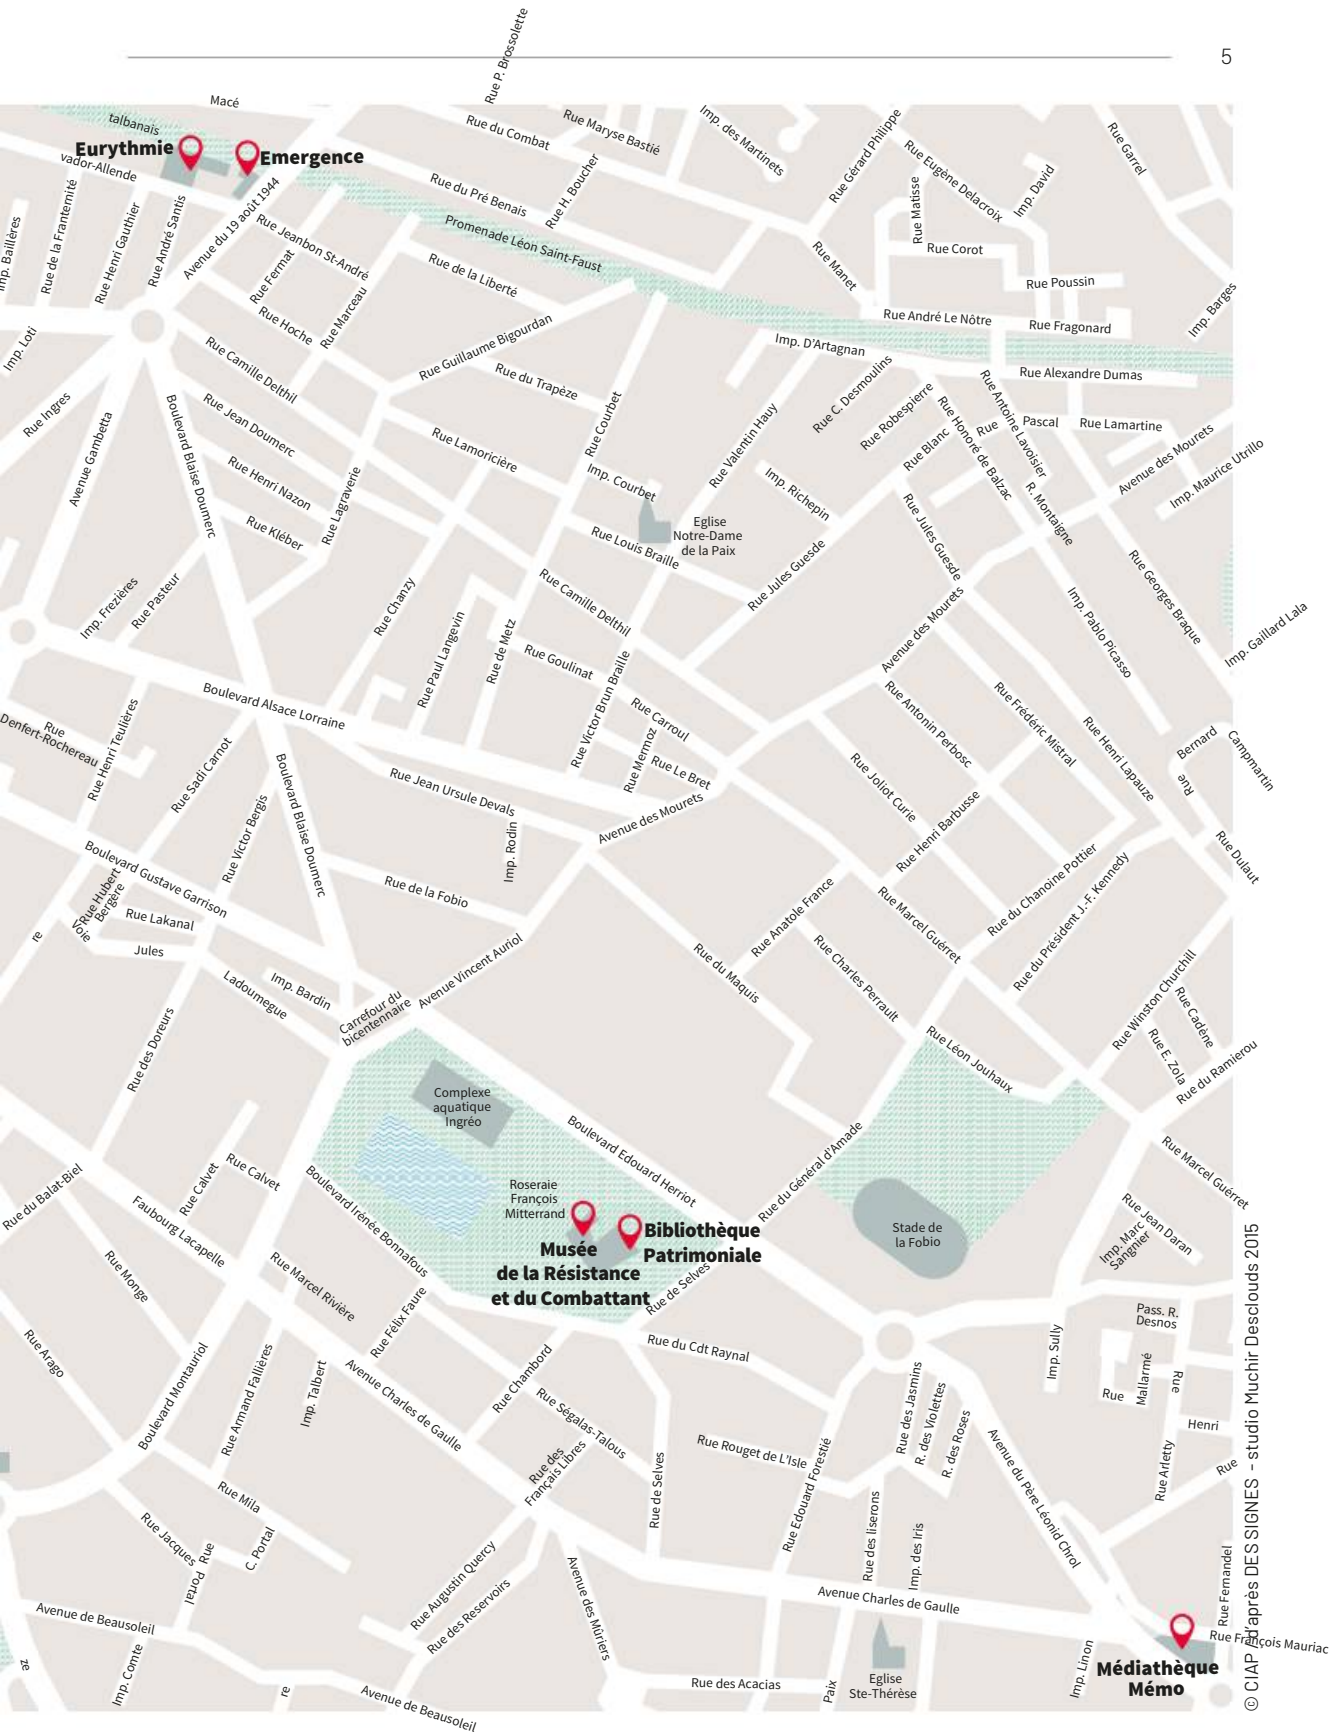 5
Rue P. Brossolette
Macé
talbanais
Eurythmie
Emergence
vador-Allende
Rue du Combat
Rue Maryse Bastié
Imp. des Martinets
Rue Gérard Philippe
Rue Eugène Delacroix
Imp. David
Rue Garrel
Rue Matisse
Rue Corot
Rue Poussin
Imp. Barges
Rue du Pré Benais
Rue H. Boucher
Promenade Léon Saint-Faust
Rue Manet
Rue André Le Nôtre
Rue Fragonard
Imp. Baillères
Rue de la Franternité
Rue Henri Gauthier
Rue André Santis
Avenue du 19 août 1944
Rue Jeanbon St-André
Rue Fermat
Rue Hoche
Rue Marceau
Rue de la Liberté
Rue Guillaume Bigourdan
Imp. D'Artagnan
Rue Alexandre Dumas
Imp. Loti
Rue Ingres
Avenue Gambetta
Rue Camille Delthil
Rue Jean Doumerc
Boulevard Blaise Doumerc
Rue Henri Nazon
Rue Kléber
Rue Lagraverie
Rue du Trapèze
Rue Courbet
Rue Lamoricière
Imp. Courbet
Rue Valentin Hauy
Rue C. Desmoulins
Rue Robespierre
Rue Blanc
Rue Honoré de Balzac
Rue Antoine Lavoisier
Rue
Pascal
Rue Lamartine
Avenue des Mourets
Imp. Maurice Utrillo
R. Montaigne
Imp. Richepin
Eglise
Notre-Dame
de la Paix
Rue Louis Braille
Rue Jules Guesde
Rue Jules Guesde
Rue Georges Braque
Imp. Pablo Picasso
Imp. Gaillard Lala
Imp. Frezières
Rue Pasteur
Rue Chanzy
Rue Paul Langevin
Rue de Metz
Rue Camille Delthil
Rue Goulinat
Rue Victor Brun Braille
Rue Carroul
Rue Mermoz
Rue Le Bret
Avenue des Mourets
Rue Antonin Perbosc
Rue Frédéric Mistral
Rue Henri Lapauze
Bernard
Campmartin
Rue
Rue Dulaut
Boulevard Alsace Lorraine
Rue
Denfert-Rochereau
Rue Henri Teulières
Rue Sadi Carnot
Rue Victor Bergis
Boulevard Blaise Doumerc
Rue Jean Ursule Devals
Imp. Rodin
Avenue des Mourets
Rue Joliot Curie
Rue Henri Barbusse
Rue du Chanoine Pottier
Rue du Président J.-F. Kennedy
Boulevard Gustave Garrison
Rue Hubert
Bergère
Voie
re
Rue Lakanal
Jules
Ladoumegue
Imp. Bardin
Rue de la Fobio
Avenue Vincent Auriol
Carrefour du
bicentennaire
Rue du Maquis
Rue Anatole France
Rue Charles Perrault
Rue Marcel Guérret
Rue Léon Jouhaux
Rue Winston Churchill
Rue Cadène
Rue E. Zola
Rue du Ramierou
Rue des Doreurs
Complexe
aquatique
Ingréo
Boulevard Edouard Herriot
Rue du Général d'Amade
Rue Marcel Guérret
Rue du Balat-Biel
Rue Calvet
Rue Calvet
Faubourg Lacapelle
Boulevard Irénée Bonnafous
Roseraie
François
Mitterrand
Bibliothèque
Patrimoniale
Musée
de la Résistance
et du Combattant
Rue de Selves
Stade de
la Fobio
Rue Jean Daran
Imp. Marc
Sangnier
Rue Monge
Rue Marcel Rivière
Rue Félix Faure
Rue du Cdt Raynal
Pass. R.
Desnos
Imp. Sully
Rue
Mallarmé
Rue
Henri
Rue Arago
Boulevard Montauriol
Rue Armand Fallières
Imp. Talbert
Avenue Charles de Gaulle
Rue Chambord
Rue Ségalas-Talous
Rue des
Français Libres
Rue de Selves
Rue Rouget de L'Isle
Rue Edouard Forestié
Rue des Jasmins
R. des Violettes
R. des Roses
Avenue du Père Léonid Chrol
Rue Arletty
Rue
Rue Mila
Rue Jacques
Rue
Portal
C. Portal
Rue des liserons
Imp. des Iris
Rue Augustin Quercy
Rue des Reservoirs
Avenue des Mûriers
Avenue Charles de Gaulle
Rue Fernandel
Rue François Mauriac
Avenue de Beausoleil
ze
Imp. Comte
re
Avenue de Beausoleil
Rue des Acacias
Paix
Eglise
Ste-Thérèse
Imp. Linon
Médiathèque
Mémo
© CIAP / d'après DES SIGNES - studio Muchir Desclouds 2015